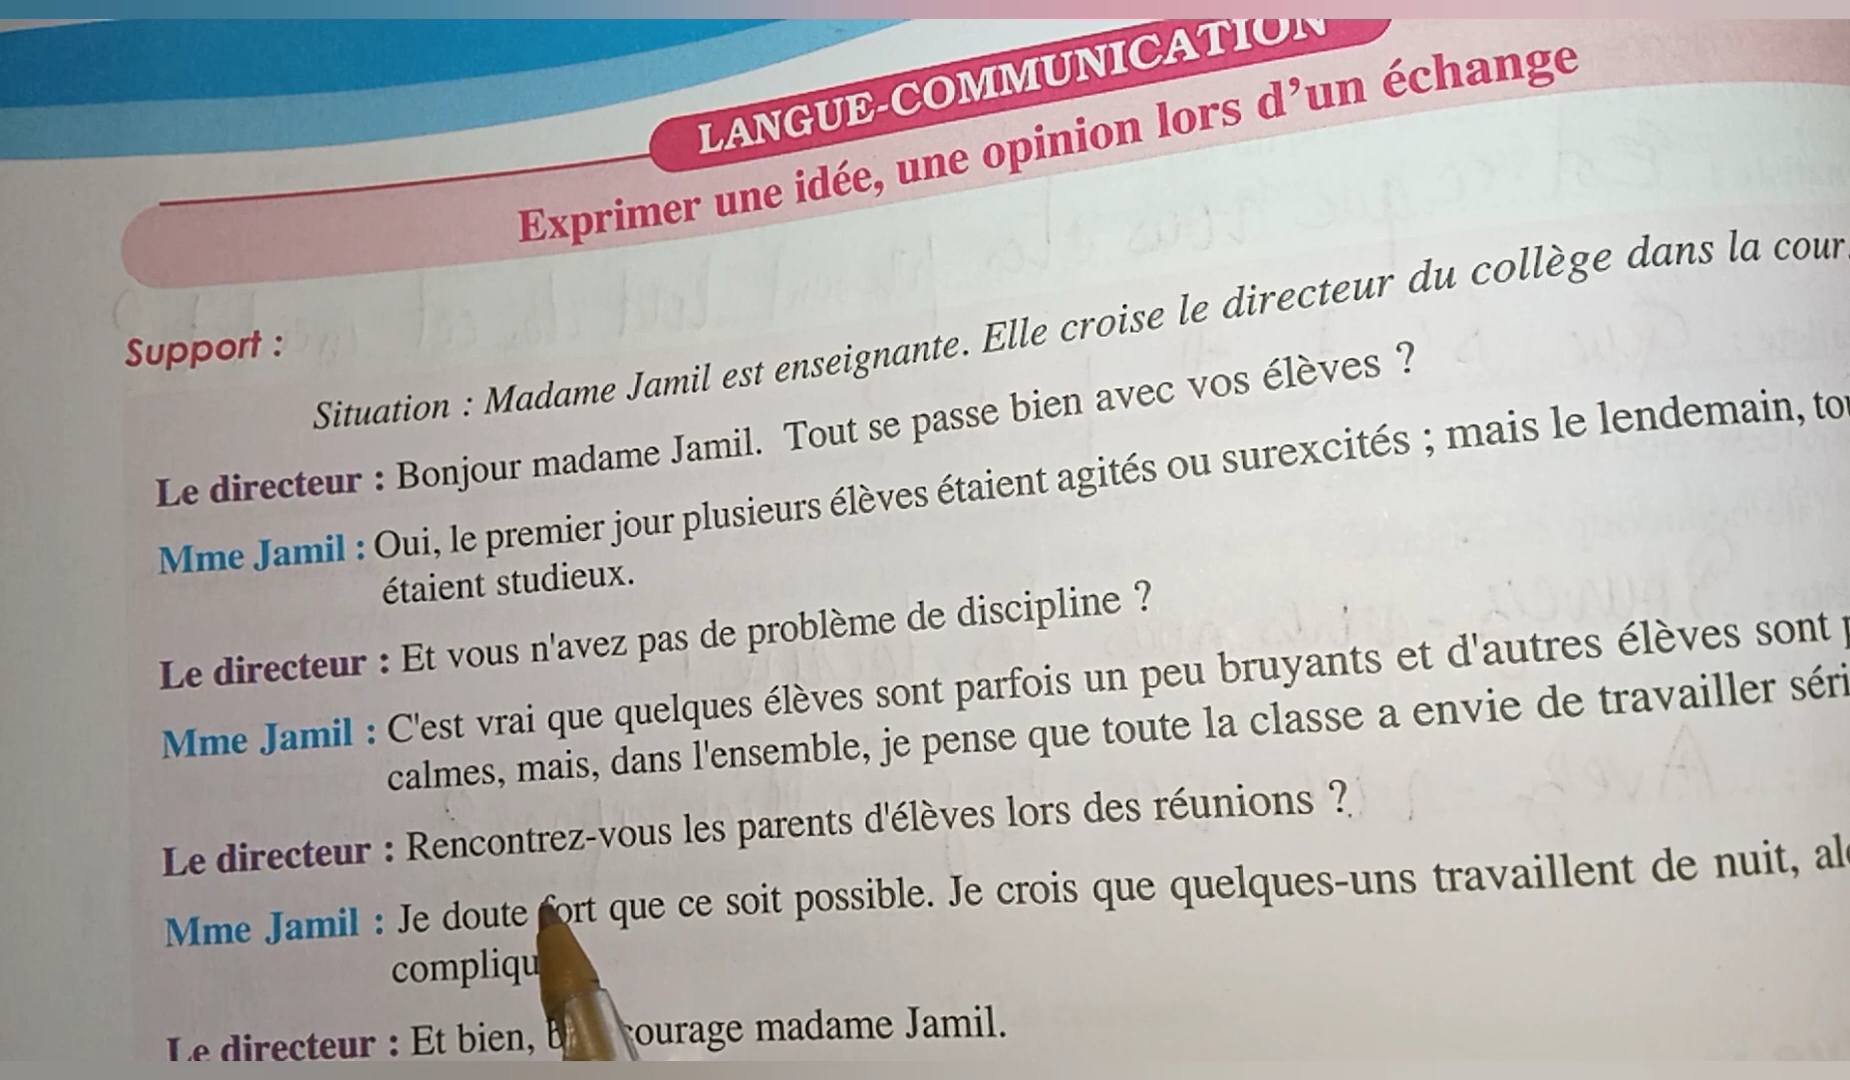 LANGUE-COMMUNICATION
Exprimer une idée, une opinion lors d'un échange
Support :
Situation : Madame Jamil est enseignante. Elle croise le directeur du collège dans la cour.
Le directeur : Bonjour madame Jamil. Tout se passe bien avec vos élèves ?
Mme Jamil : Oui, le premier jour plusieurs élèves étaient agités ou surexcités ; mais le lendemain,
étaient studieux.
Le directeur : Et vous n'avez pas de problème de discipline ?
Mme Jamil : C'est vrai que quelques élèves sont parfois un peu bruyants et d'autres élèves sont
calmes, mais, dans l'ensemble, je pense que toute la classe a envie de travailler
Le directeur : Rencontrez-vous les parents d'élèves lors des réunions ?
Mme Jamil : Je doute fort que ce soit possible. Je crois que quelques-uns travaillent de nuit,
Le directeur : Et bien, courage madame Jamil.